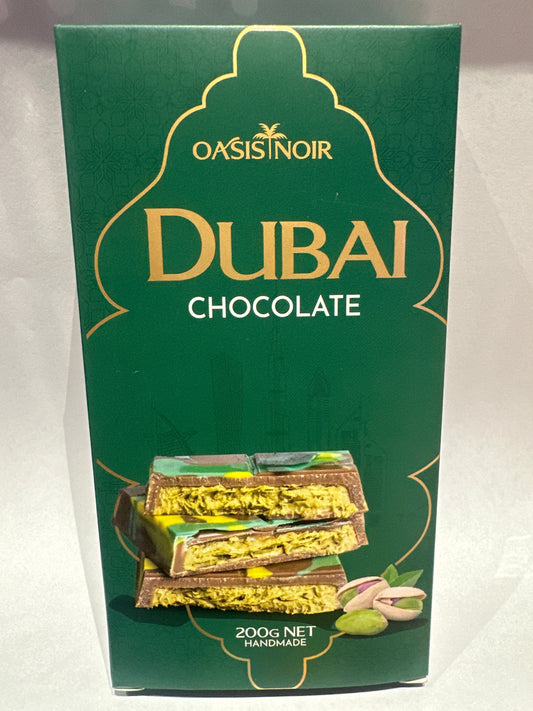 OASIS NOIR
DUBAI
CHOCOLATE
200G NET
HANDMADE